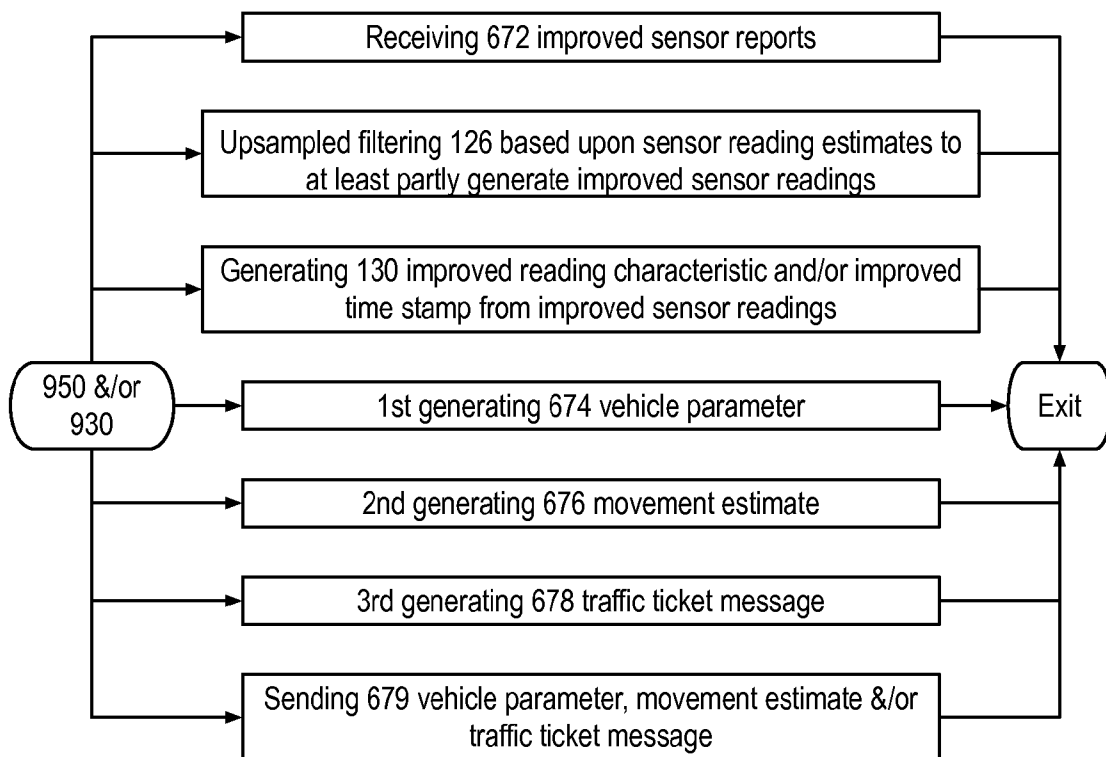 Receiving 672 improved sensor reports
Upsampled filtering 126 based upon sensor reading estimates to
at least partly generate improved sensor readings
Generating 130 improved reading characteristic and/or improved
time stamp from improved sensor readings
950 &/or
930
1st generating 674 vehicle parameter
Exit
2nd generating 676 movement estimate
3rd generating 678 traffic ticket message
Sending 679 vehicle parameter, movement estimate &/or
traffic ticket message